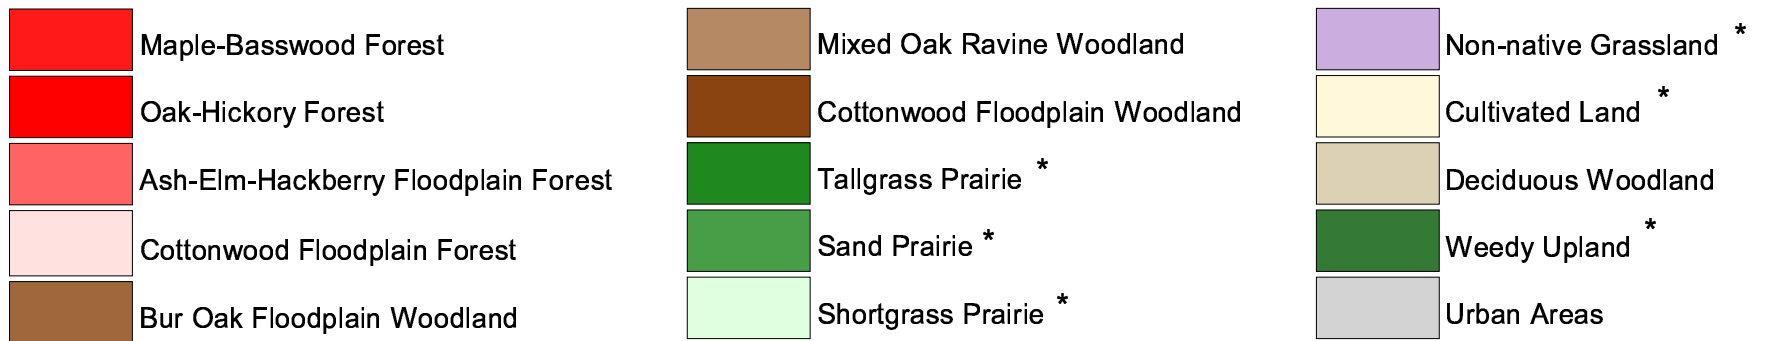 Maple-Basswood Forest
Oak-Hickory Forest
Ash-Elm-Hackberry Floodplain Forest
Cottonwood Floodplain Forest
Bur Oak Floodplain Woodland
Mixed Oak Ravine Woodland
Cottonwood Floodplain Woodland
Tallgrass Prairie *
Sand Prairie *
Shortgrass Prairie *
Non-native Grassland *
Cultivated Land *
Deciduous Woodland
Weedy Upland *
Urban Areas